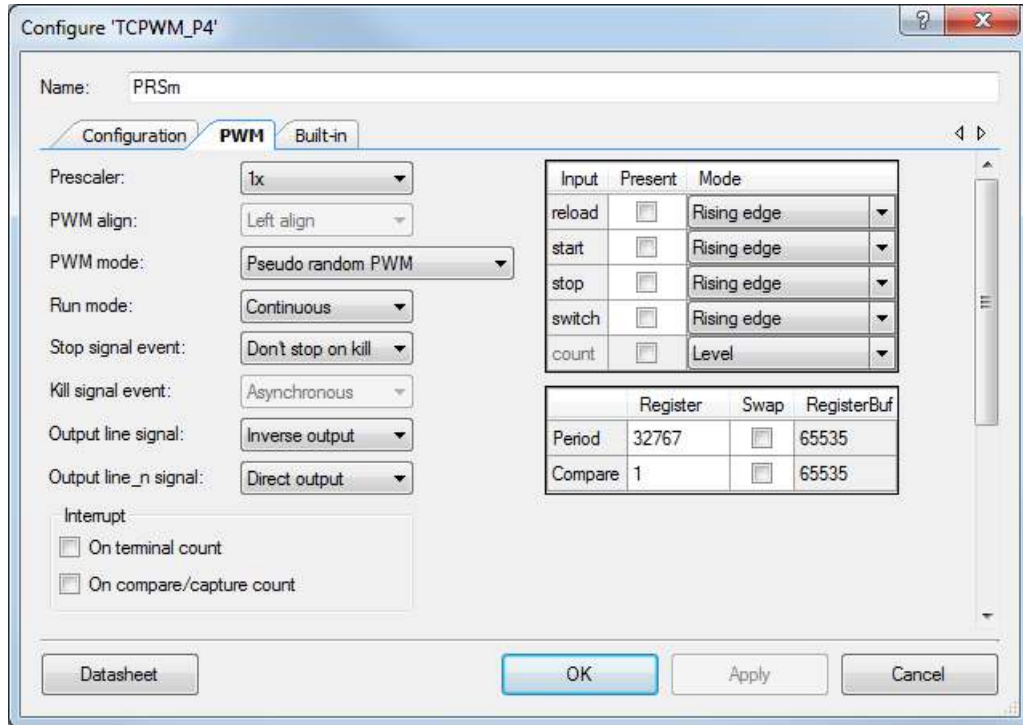 Configure 'TCPWM_P4'
Name: PRSm
Configuration PWM Built-in
Prescaler: 1x
PWM align: Left align
PWM mode: Pseudo random PWM
Run mode: Continuous
Stop signal event: Don't stop on kill
Kill signal event: Asynchronous
Output line signal: Inverse output
Output line_n signal: Direct output
Interrupt
On terminal count
On compare/capture count
Input Present Mode
reload Rising edge
start Rising edge
stop Rising edge
switch Rising edge
count Level
Register Swap RegisterBuf
Period 32767 65535
Compare 1 65535
Datasheet OK Apply Cancel